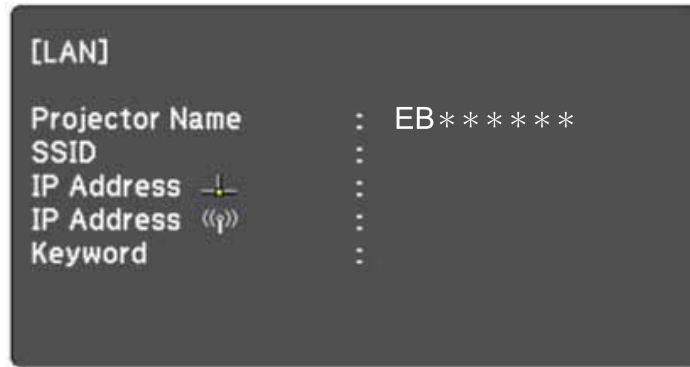 [LAN]
Projector Name : EB∗∗∗∗∗∗
SSID :
IP Address :
IP Address :
Keyword :